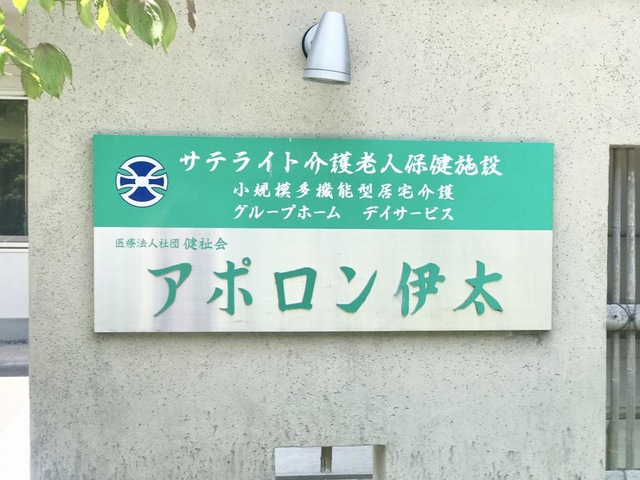 サテライト介護老人保健施設
小規模多機能型居宅介護
グループホーム　デイサービス
医療法人社団 健祉会
アポロン伊太